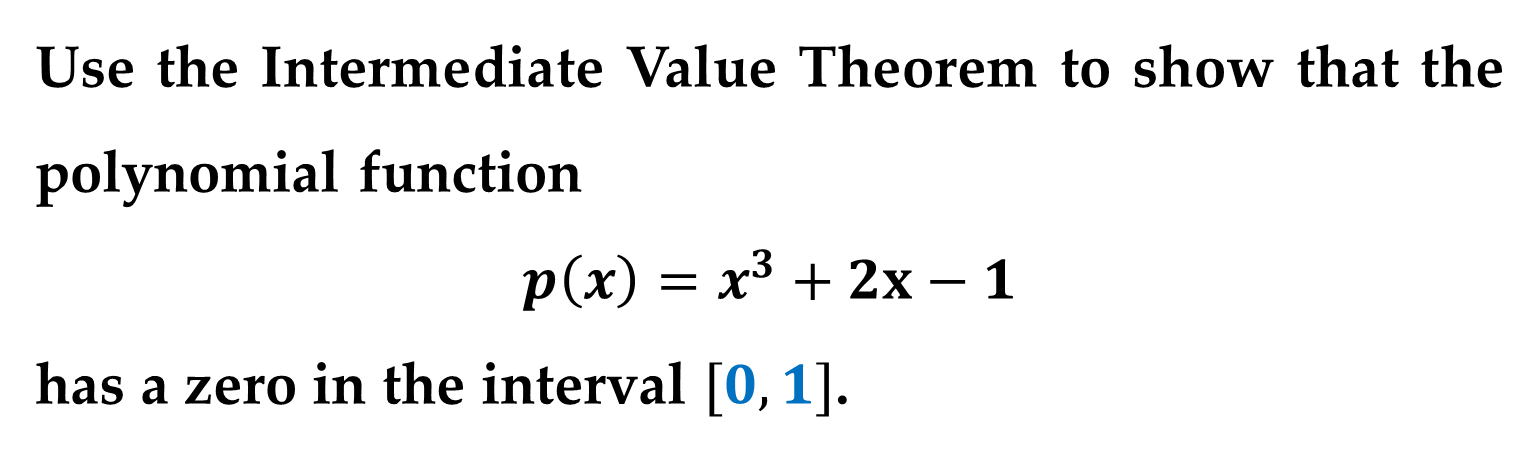 Use the Intermediate Value Theorem to show that the
polynomial function
p(x) = x³ + 2x − 1
has a zero in the interval [0, 1].